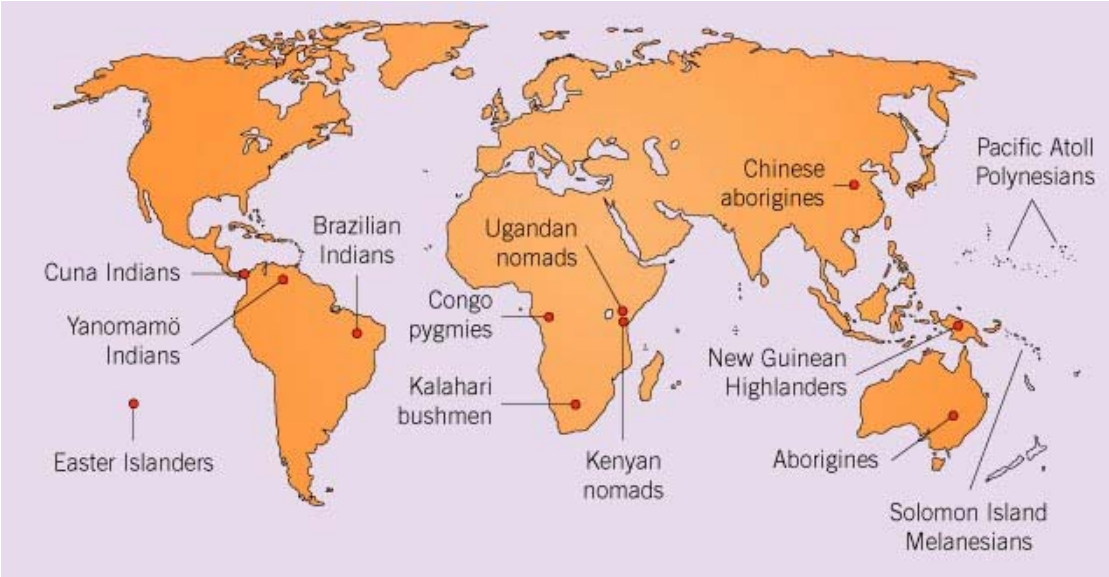 Pacific Atoll
Polynesians
Chinese
aborigines
Brazilian
Indians
Ugandan
nomads
Cuna Indians
Congo
pygmies
Yanomamö
Indians
New Guinean
Highlanders
Kalahari
bushmen
Easter Islanders
Kenyan
nomads
Aborigines
Solomon Island
Melanesians